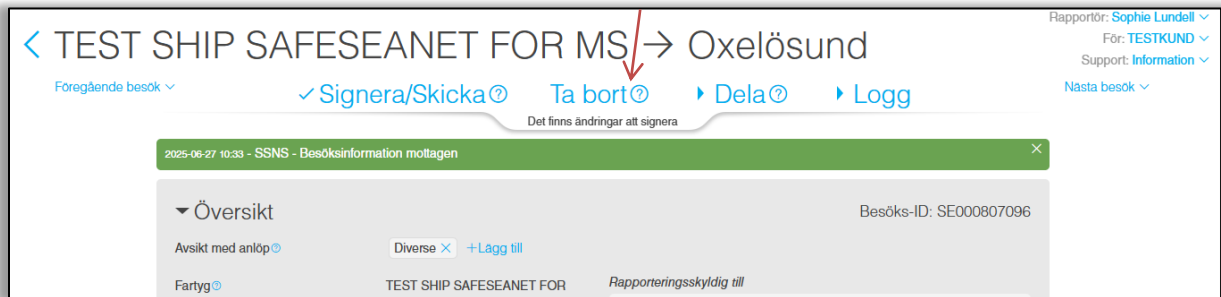 Rapportör: Sophie Lundell
TEST SHIP SAFESEANET FOR MS → Oxelösund
För: TESTKUND
Support: Information
Föregående besök
Signera/Skicka
Ta bort
Dela
Logg
Nästa besök
Det finns ändringar att signera
2025-06-27 10:33 - SSNS - Besöksinformation mottagen
Översikt
Besöks-ID: SE000807096
Avsikt med anlöp
Diverse × +Lägg till
Fartyg
TEST SHIP SAFESEANET FOR
Rapporteringsskyldig till